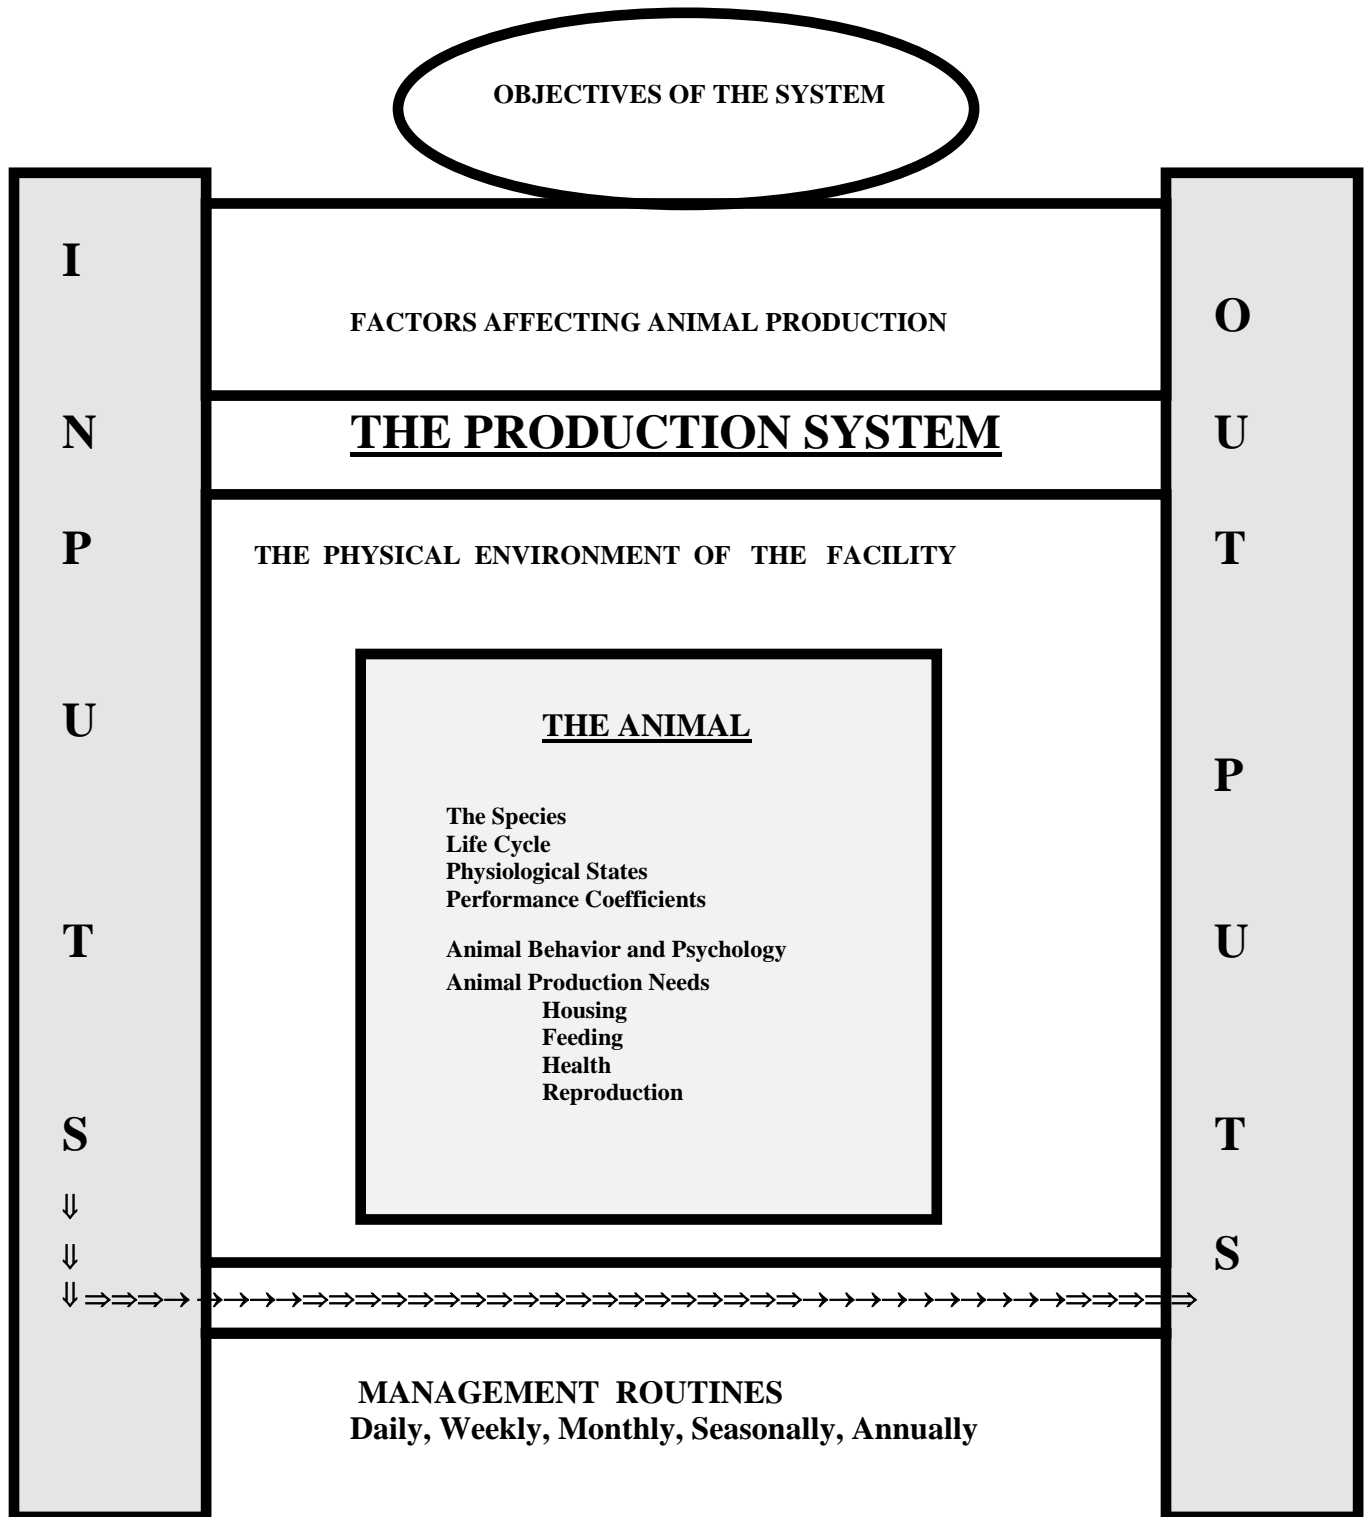 OBJECTIVES OF THE SYSTEM
I
N
P
U
T
S
⇓
⇓
⇓ ⇒⇒⇒→ →→→→⇒⇒⇒⇒⇒⇒⇒⇒⇒⇒⇒⇒⇒⇒⇒⇒⇒⇒⇒→→→→→→→→→→⇒⇒⇒⇒⇒
FACTORS AFFECTING ANIMAL PRODUCTION
THE PRODUCTION SYSTEM
THE PHYSICAL ENVIRONMENT OF THE FACILITY
THE ANIMAL
The Species
Life Cycle
Physiological States
Performance Coefficients
Animal Behavior and Psychology
Animal Production Needs
Housing
Feeding
Health
Reproduction
MANAGEMENT ROUTINES
Daily, Weekly, Monthly, Seasonally, Annually
O
U
T
P
U
T
S